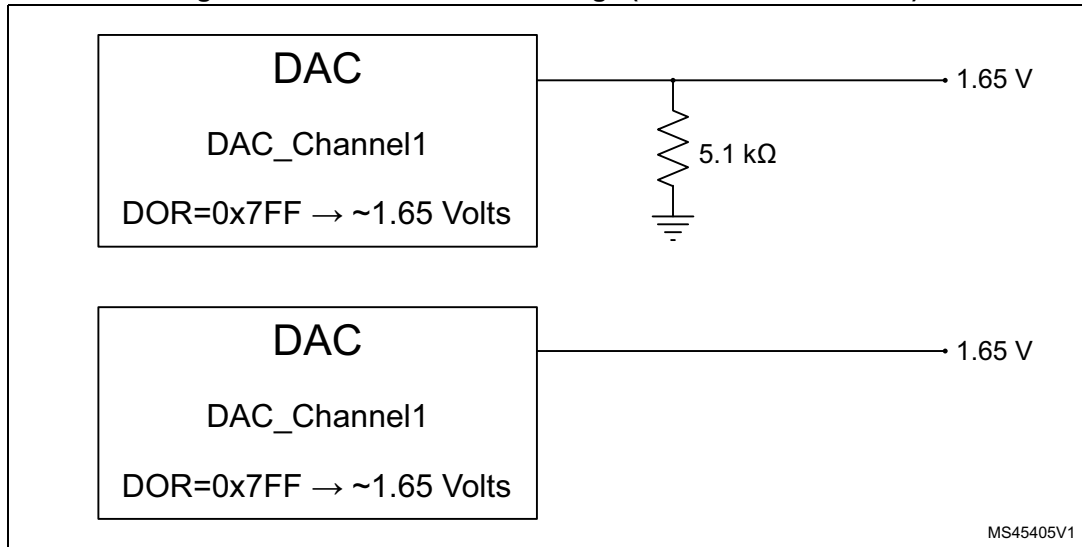 DAC
1.65 V
DAC_Channel1
5.1 kΩ
DOR=0x7FF → ~1.65 Volts
DAC
1.65 V
DAC_Channel1
DOR=0x7FF → ~1.65 Volts
MS45405V1